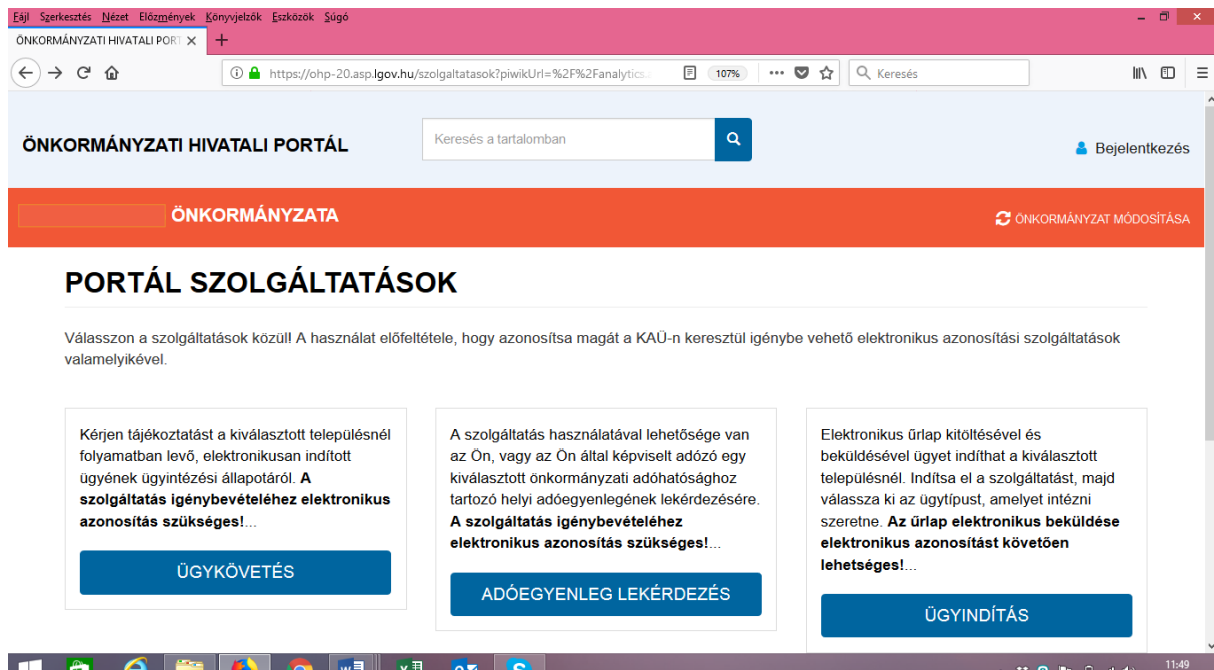 Fájl Szerkesztés Nézet Előzmények Könyvjelzők Eszközök Súgó
ÖNKORMÁNYZATI HIVATALI PORT
https://ohp-20.asp.lgov.hu/szolgaltatasok?piwikUrl=%2F%2Fanalytics.
107%
Keresés
ÖNKORMÁNYZATI HIVATALI PORTÁL
Keresés a tartalomban
Bejelentkezés
ÖNKORMÁNYZATA
ÖNKORMÁNYZAT MÓDOSÍTÁSA
PORTÁL SZOLGÁLTATÁSOK
Válasszon a szolgáltatások közül! A használat előfeltétele, hogy azonosítsa magát a KAÜ-n keresztül igénybe vehető elektronikus azonosítási szolgáltatások
valamelyikével.
Kérjen tájékoztatást a kiválasztott településnél
folyamatban levő, elektronikusan indított
ügyének ügyintézési állapotáról. A
szolgáltatás igénybevételéhez elektronikus
azonosítás szükséges!...
ÜGYKÖVETÉS
A szolgáltatás használatával lehetősége van
az Ön, vagy az Ön által képviselt adózó egy
kiválasztott önkormányzati adóhatósághoz
tartozó helyi adóegyenlegének lekérdezésére.
A szolgáltatás igénybevételéhez
elektronikus azonosítás szükséges!...
ADÓEGYENLEG LEKÉRDEZÉS
Elektronikus űrlap kitöltésével és
beküldésével ügyet indíthat a kiválasztott
településnél. Indítsa el a szolgáltatást, majd
válassza ki az ügytípust, amelyet intézni
szeretne. Az űrlap elektronikus beküldése
elektronikus azonosítást követően
lehetséges!...
ÜGYINDÍTÁS
11:49